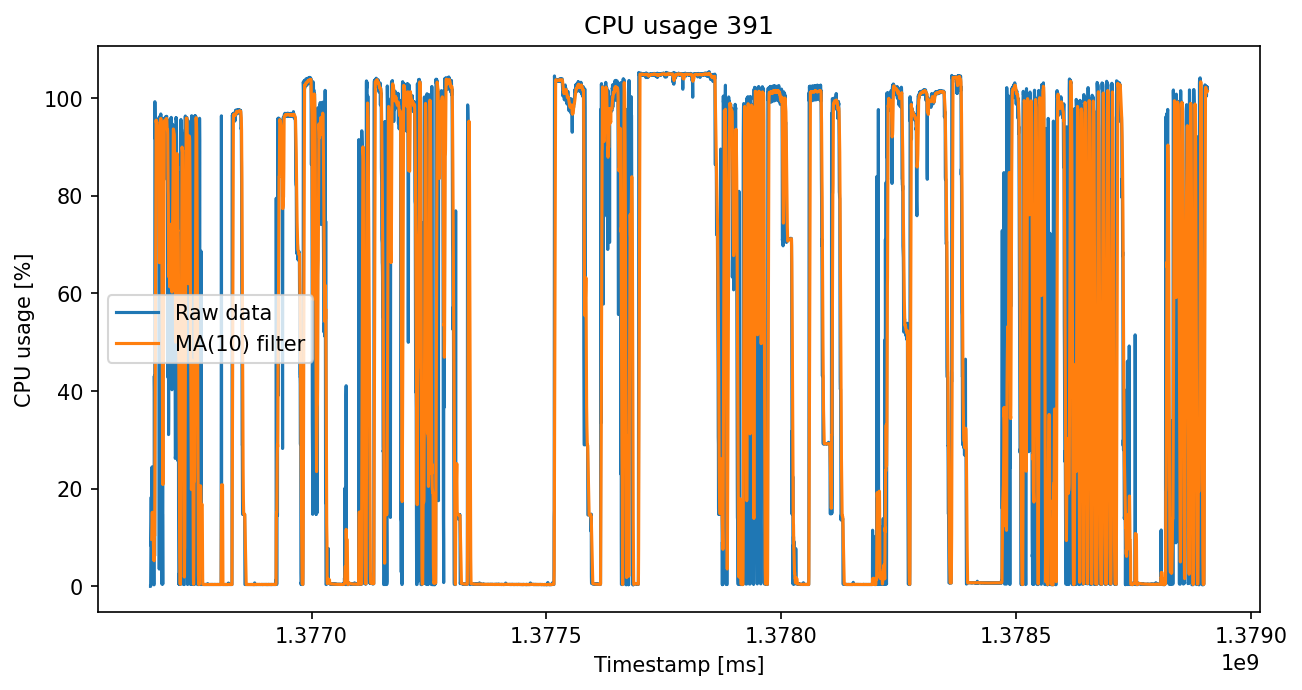 CPU usage 391
CPU usage [%]
100
80
60
40
20
0
Raw data
MA(10) filter
1.3770
1.3775
1.3780
1.3785
1.3790
1e9
Timestamp [ms]